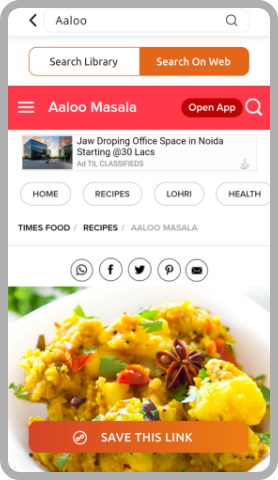 Aaloo
Search Library Search On Web
Aaloo Masala Open App
Jaw Droping Office Space in Noida
Starting @30 Lacs
Ad TIL CLASSIFIEDS
HOME RECIPES LOHRI HEALTH
TIMES FOOD / RECIPES / AALOO MASALA
SAVE THIS LINK